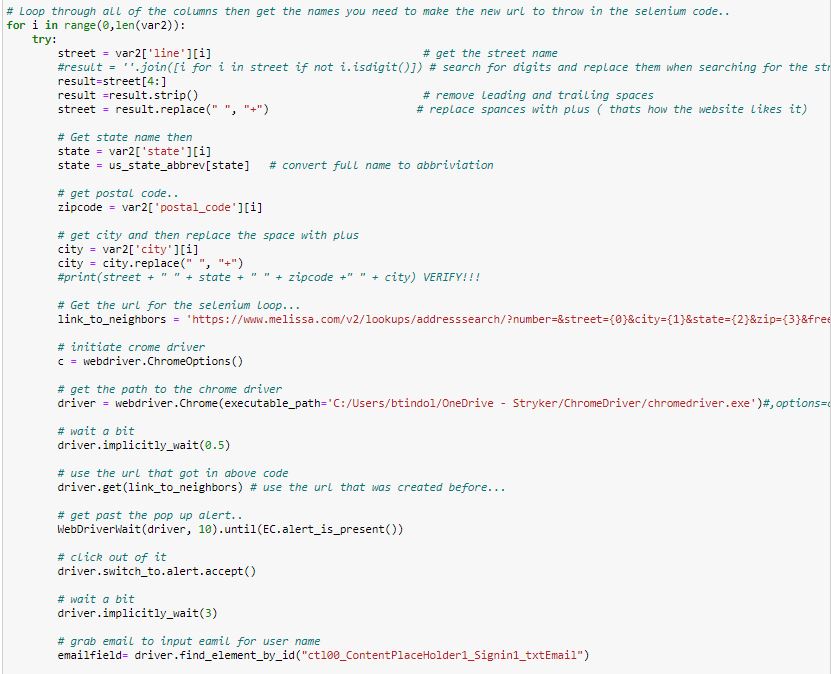 # Loop through all of the columns then get the names you need to make the new url to throw in the selenium code..
for i in range(0,len(var2)):
try:
street = var2['line'][i] # get the street name
#result = ''.join([i for i in street if not i.isdigit()]) # search for digits and replace them when searching for the str
result=street[4:]
result =result.strip() # remove leading and trailing spaces
street = result.replace(" ", "+") # replace spances with plus ( thats how the website likes it)
# Get state name then
state = var2['state'][i]
state = us_state_abbrev[state] # convert full name to abbriviation
# get postal code..
zipcode = var2['postal_code'][i]
# get city and then replace the space with plus
city = var2['city'][i]
city = city.replace(" ", "+")
#print(street + " " + state + " " + zipcode +" " + city) VERIFY!!!
# Get the url for the selenium loop...
link_to_neighbors = 'https://www.melissa.com/v2/lookups/addresssearch/?number=&street={0}&city={1}&state={2}&zip={3}&free
# initiate crome driver
c = webdriver.ChromeOptions()
# get the path to the chrome driver
driver = webdriver.Chrome(executable_path='C:/Users/btindol/OneDrive - Stryker/ChromeDriver/chromedriver.exe')#,options=c
# wait a bit
driver.implicitly_wait(0.5)
# use the url that got in above code
driver.get(link_to_neighbors) # use the url that was created before...
# get past the pop up alert..
WebDriverWait(driver, 10).until(EC.alert_is_present())
# click out of it
driver.switch_to.alert.accept()
# wait a bit
driver.implicitly_wait(3)
# grab email to input eamil for user name
emailfield= driver.find_element_by_id("ctl00_ContentPlaceHolder1_Signin1_txtEmail")